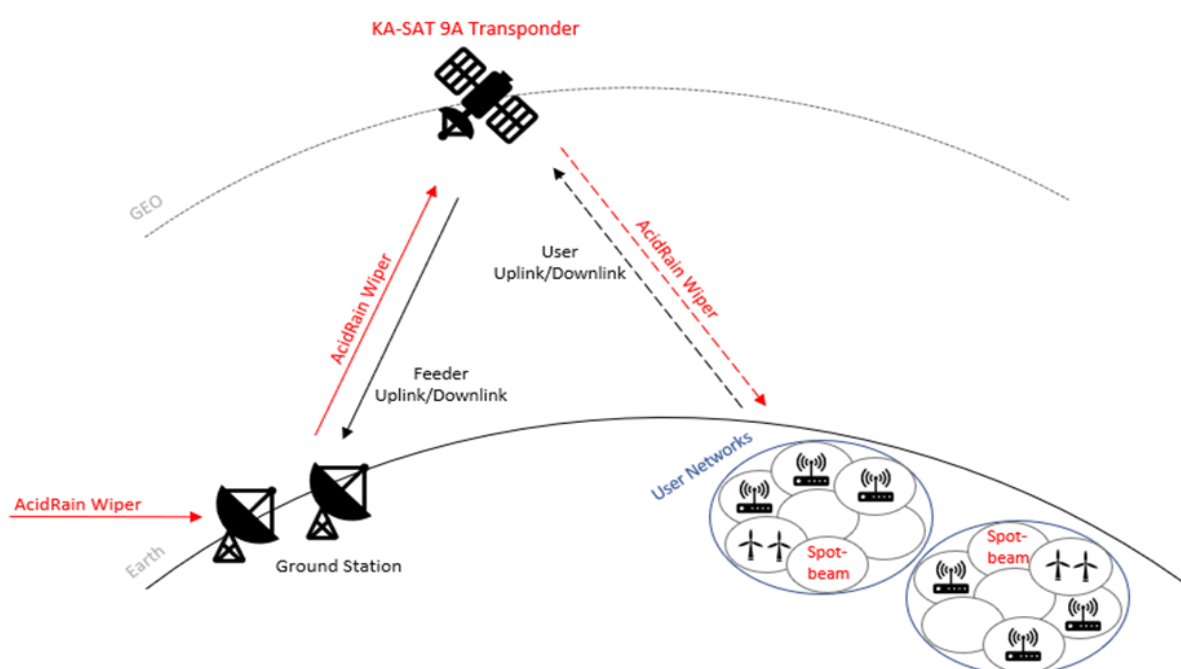 KA-SAT 9A Transponder
GEO
AcidRain Wiper
User
Uplink/Downlink
AcidRain Wiper
Feeder
Uplink/Downlink
User Networks
AcidRain Wiper
Earth
Ground Station
Spot-
beam
Spot-
beam